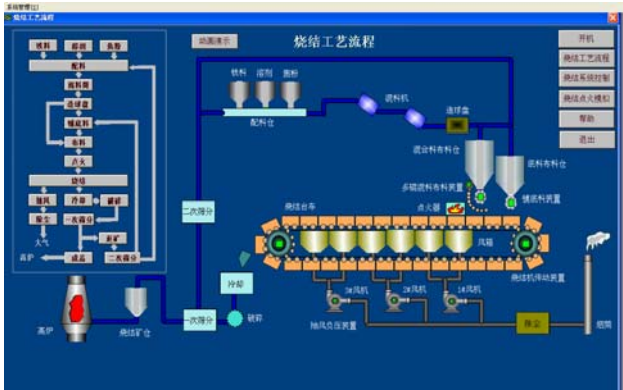 系统管理(L)
烧结工艺流程
铁料 熔剂 焦粉
配料
混料筒
造球盘
铺底料
布料
点火
烧结
抽风 冷却 破碎
除尘 一次筛分
大气 返矿
高炉 成品 二次筛分
动画演示
烧结工艺流程
开机
烧结工艺流程
烧结系统控制
烧结点火模拟
帮助
退出
铁料 溶剂 圆粉
配料仓
混料机
造球盘
混合料布料仓
底料布料仓
多辊混料布料装置
铺底料装置
二次筛分
烧结台车
点火器
风箱
冷却
烧结机传动装置
3#风机 2#风机 1#风机
高炉
烧结矿仓
一次筛分
破碎
抽风负压装置
除尘
烟筒